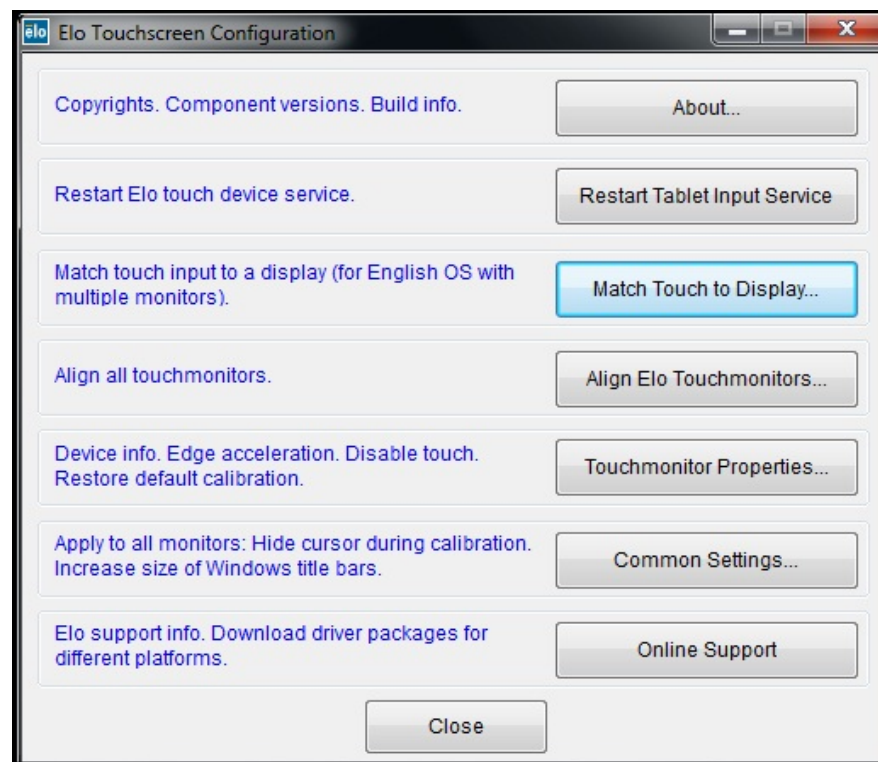 elo Elo Touchscreen Configuration
Copyrights. Component versions. Build info.
About...
Restart Elo touch device service.
Restart Tablet Input Service
Match touch input to a display (for English OS with
multiple monitors).
Match Touch to Display...
Align all touchmonitors.
Align Elo Touchmonitors...
Device info. Edge acceleration. Disable touch.
Restore default calibration.
Touchmonitor Properties...
Apply to all monitors: Hide cursor during calibration.
Increase size of Windows title bars.
Common Settings...
Elo support info. Download driver packages for
different platforms.
Online Support
Close